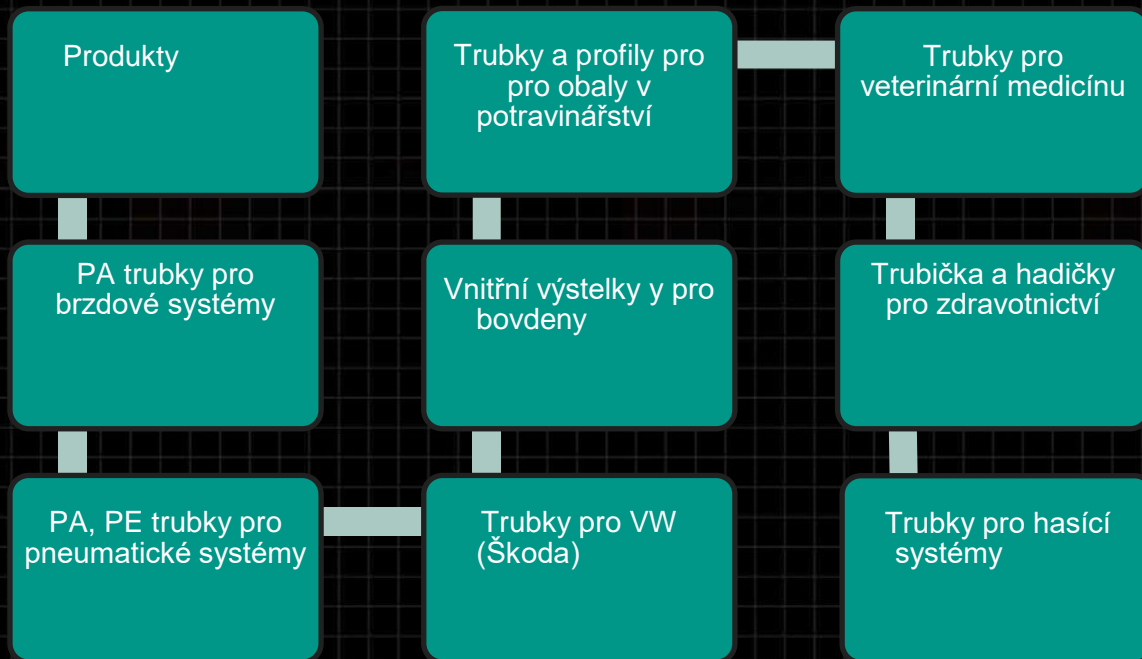 Produkty
PA trubky pro
brzdové systémy
PA, PE trubky pro
pneumatické systémy
Trubky pro VW
(Škoda)
Vnitřní výstelky y pro
bovdeny
Trubky a profily pro
pro obaly v
potravinářství
Trubky pro
veterinární medicínu
Trubička a hadičky
pro zdravotnictví
Trubky pro hasící
systémy